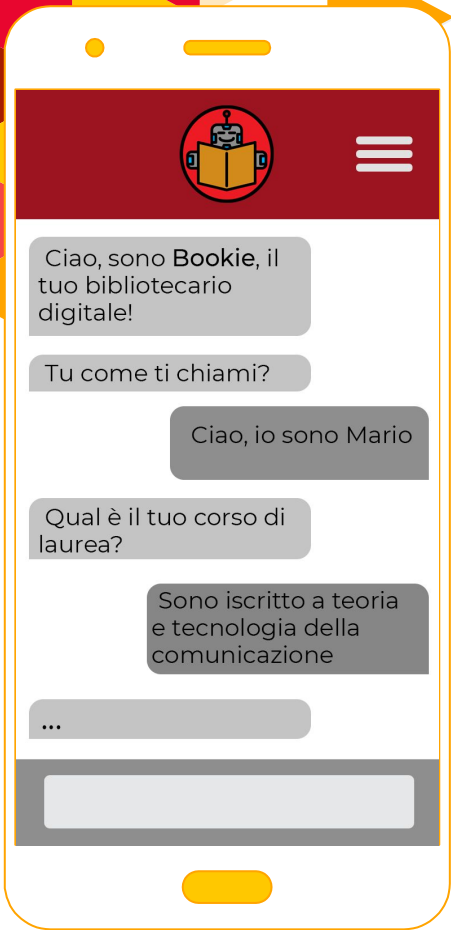 Ciao, sono Bookie, il
tuo bibliotecario
digitale!
Tu come ti chiami?
Ciao, io sono Mario
Qual è il tuo corso di
laurea?
Sono iscritto a teoria
e tecnologia della
comunicazione
...